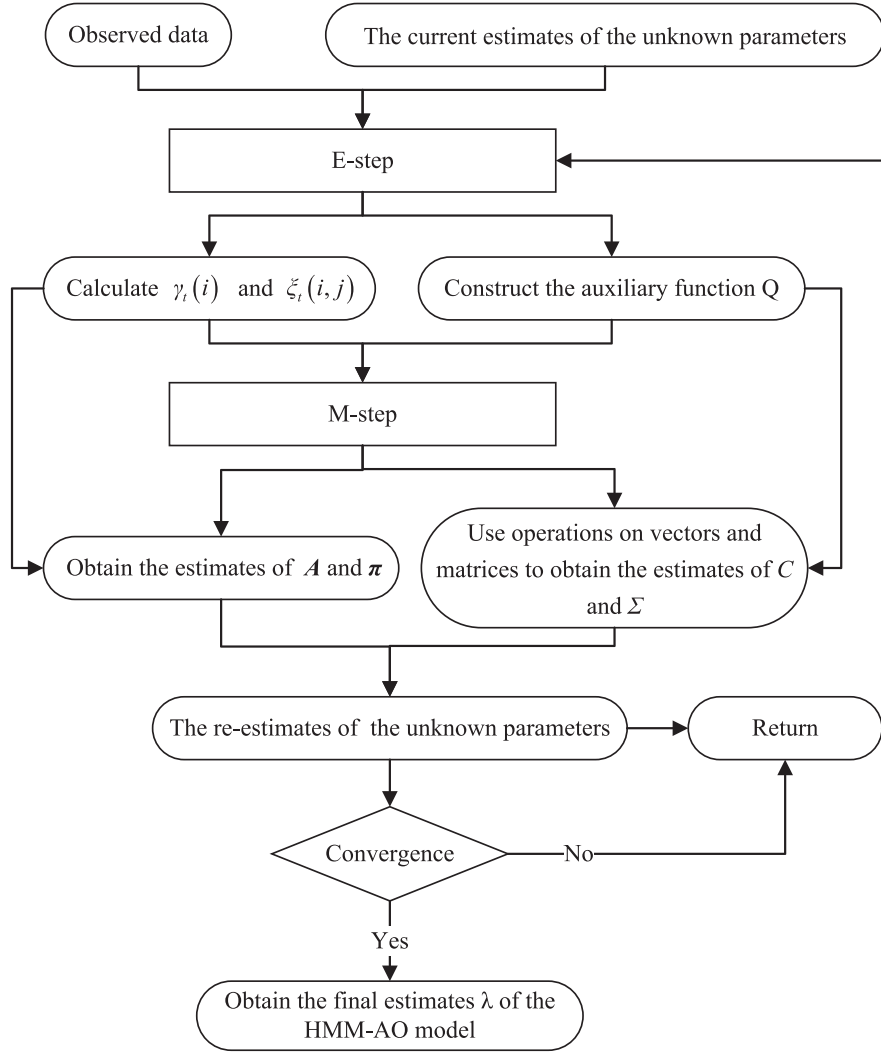 Observed data
The current estimates of the unknown parameters
E-step
Calculate γ_t(i) and ξ_t(i,j)
Construct the auxiliary function Q
M-step
Obtain the estimates of A and π
Use operations on vectors and
matrices to obtain the estimates of C
and Σ
The re-estimates of the unknown parameters
Return
Convergence
No
Yes
Obtain the final estimates λ of the
HMM-AO model